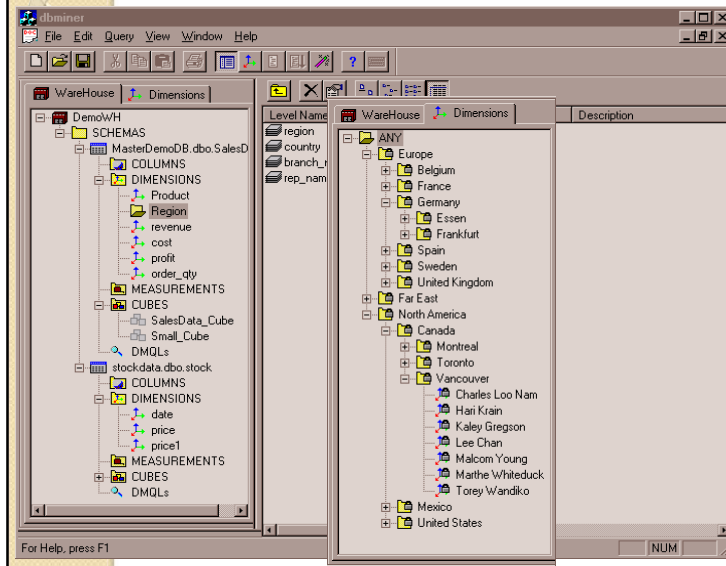 dbminer
File Edit Query View Window Help
WareHouse Dimensions
DemoWH
SCHEMAS
MasterDemoDB.dbo.SalesD
COLUMNS
DIMENSIONS
Product
Region
revenue
cost
profit
order_qty
MEASUREMENTS
CUBES
SalesData_Cube
Small_Cube
DMQLs
stockdata.dbo.stock
COLUMNS
DIMENSIONS
date
price
price1
MEASUREMENTS
CUBES
DMQLs
Level Name
Description
region
country
branch_
rep_nam
WareHouse Dimensions
ANY
Europe
Belgium
France
Germany
Essen
Frankfurt
Spain
Sweden
United Kingdom
Far East
North America
Canada
Montreal
Toronto
Vancouver
Charles Loo Nam
Hari Krain
Kaley Gregson
Lee Chan
Malcom Young
Marthe Whiteduck
Torey Wandiko
Mexico
United States
For Help, press F1
NUM